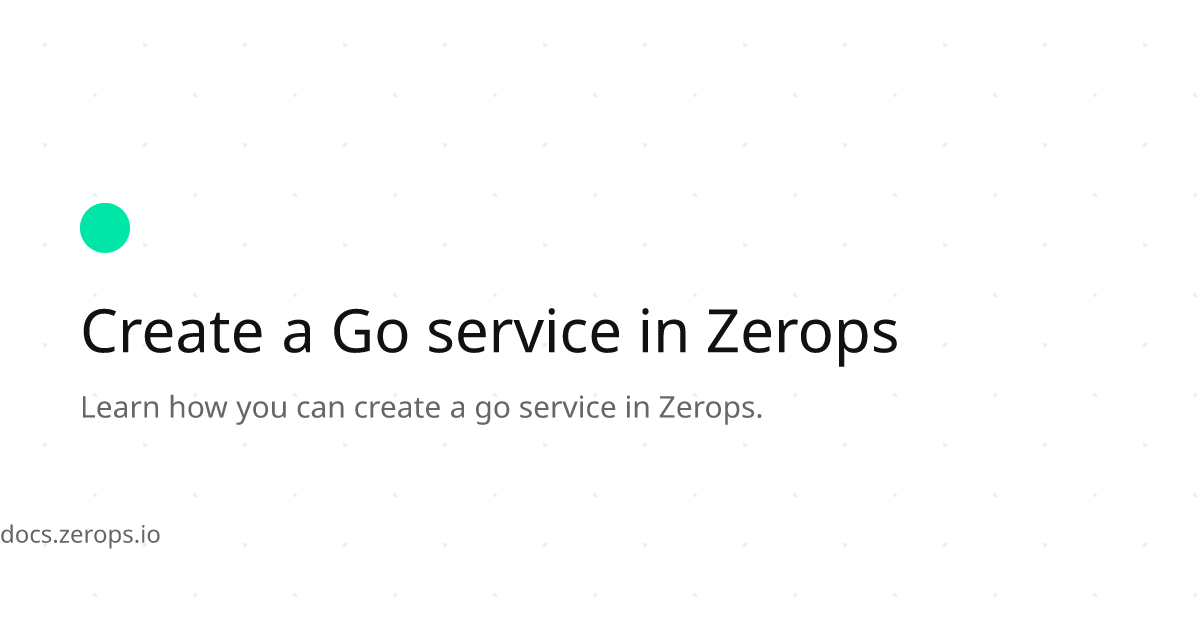 Create a Go service in Zerops
Learn how you can create a go service in Zerops.
docs.zerops.io